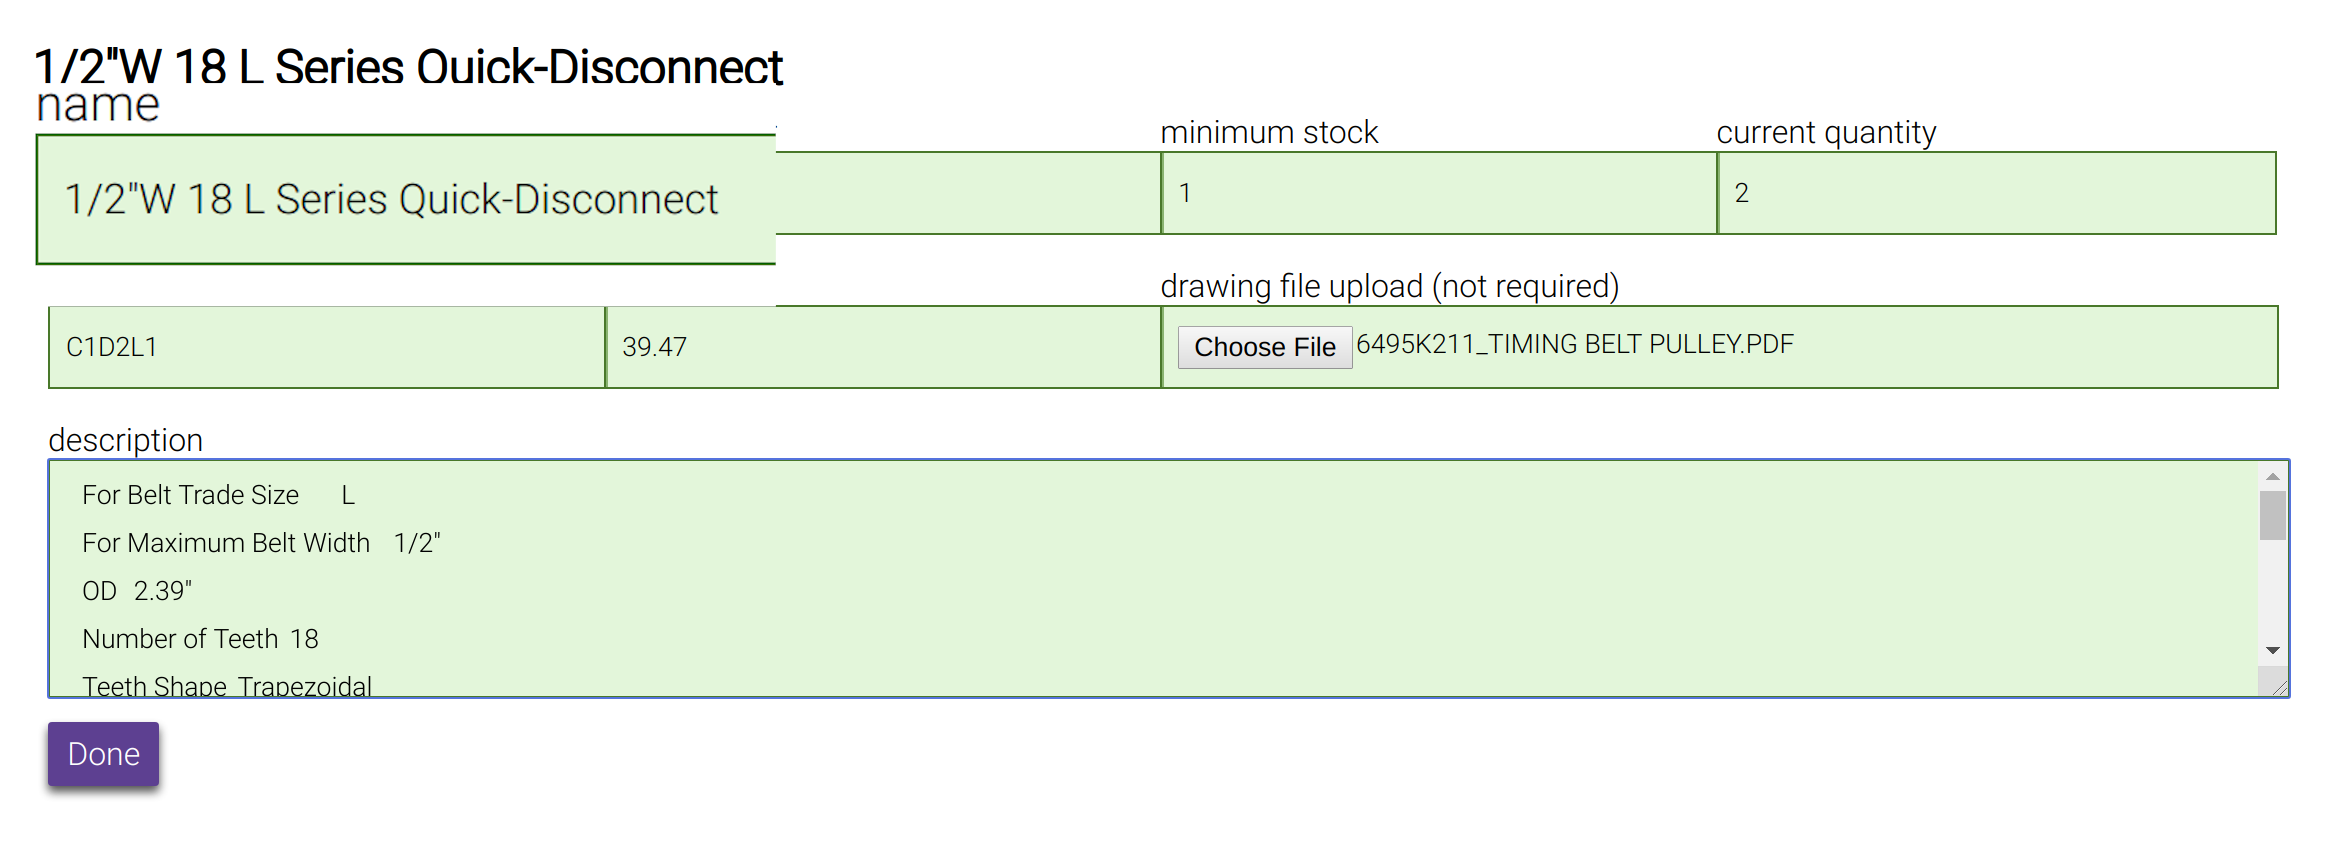 1/2"W 18 L Series Quick-Disconnect
name
minimum stock
current quantity
1/2"W 18 L Series Quick-Disconnect
1
2
drawing file upload (not required)
C1D2L1
39.47
Choose File 6495K211_TIMING BELT PULLEY.PDF
description
For Belt Trade Size L
For Maximum Belt Width 1/2"
OD 2.39"
Number of Teeth 18
Teeth Shape Trapezoidal
Done